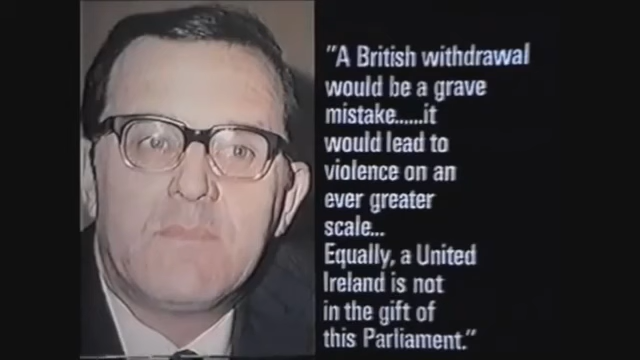 "A British withdrawal
would be a grave
mistake......it
would lead to
violence on an
ever greater
scale...
Equally, a United
Ireland is not
in the gift of
this Parliament."